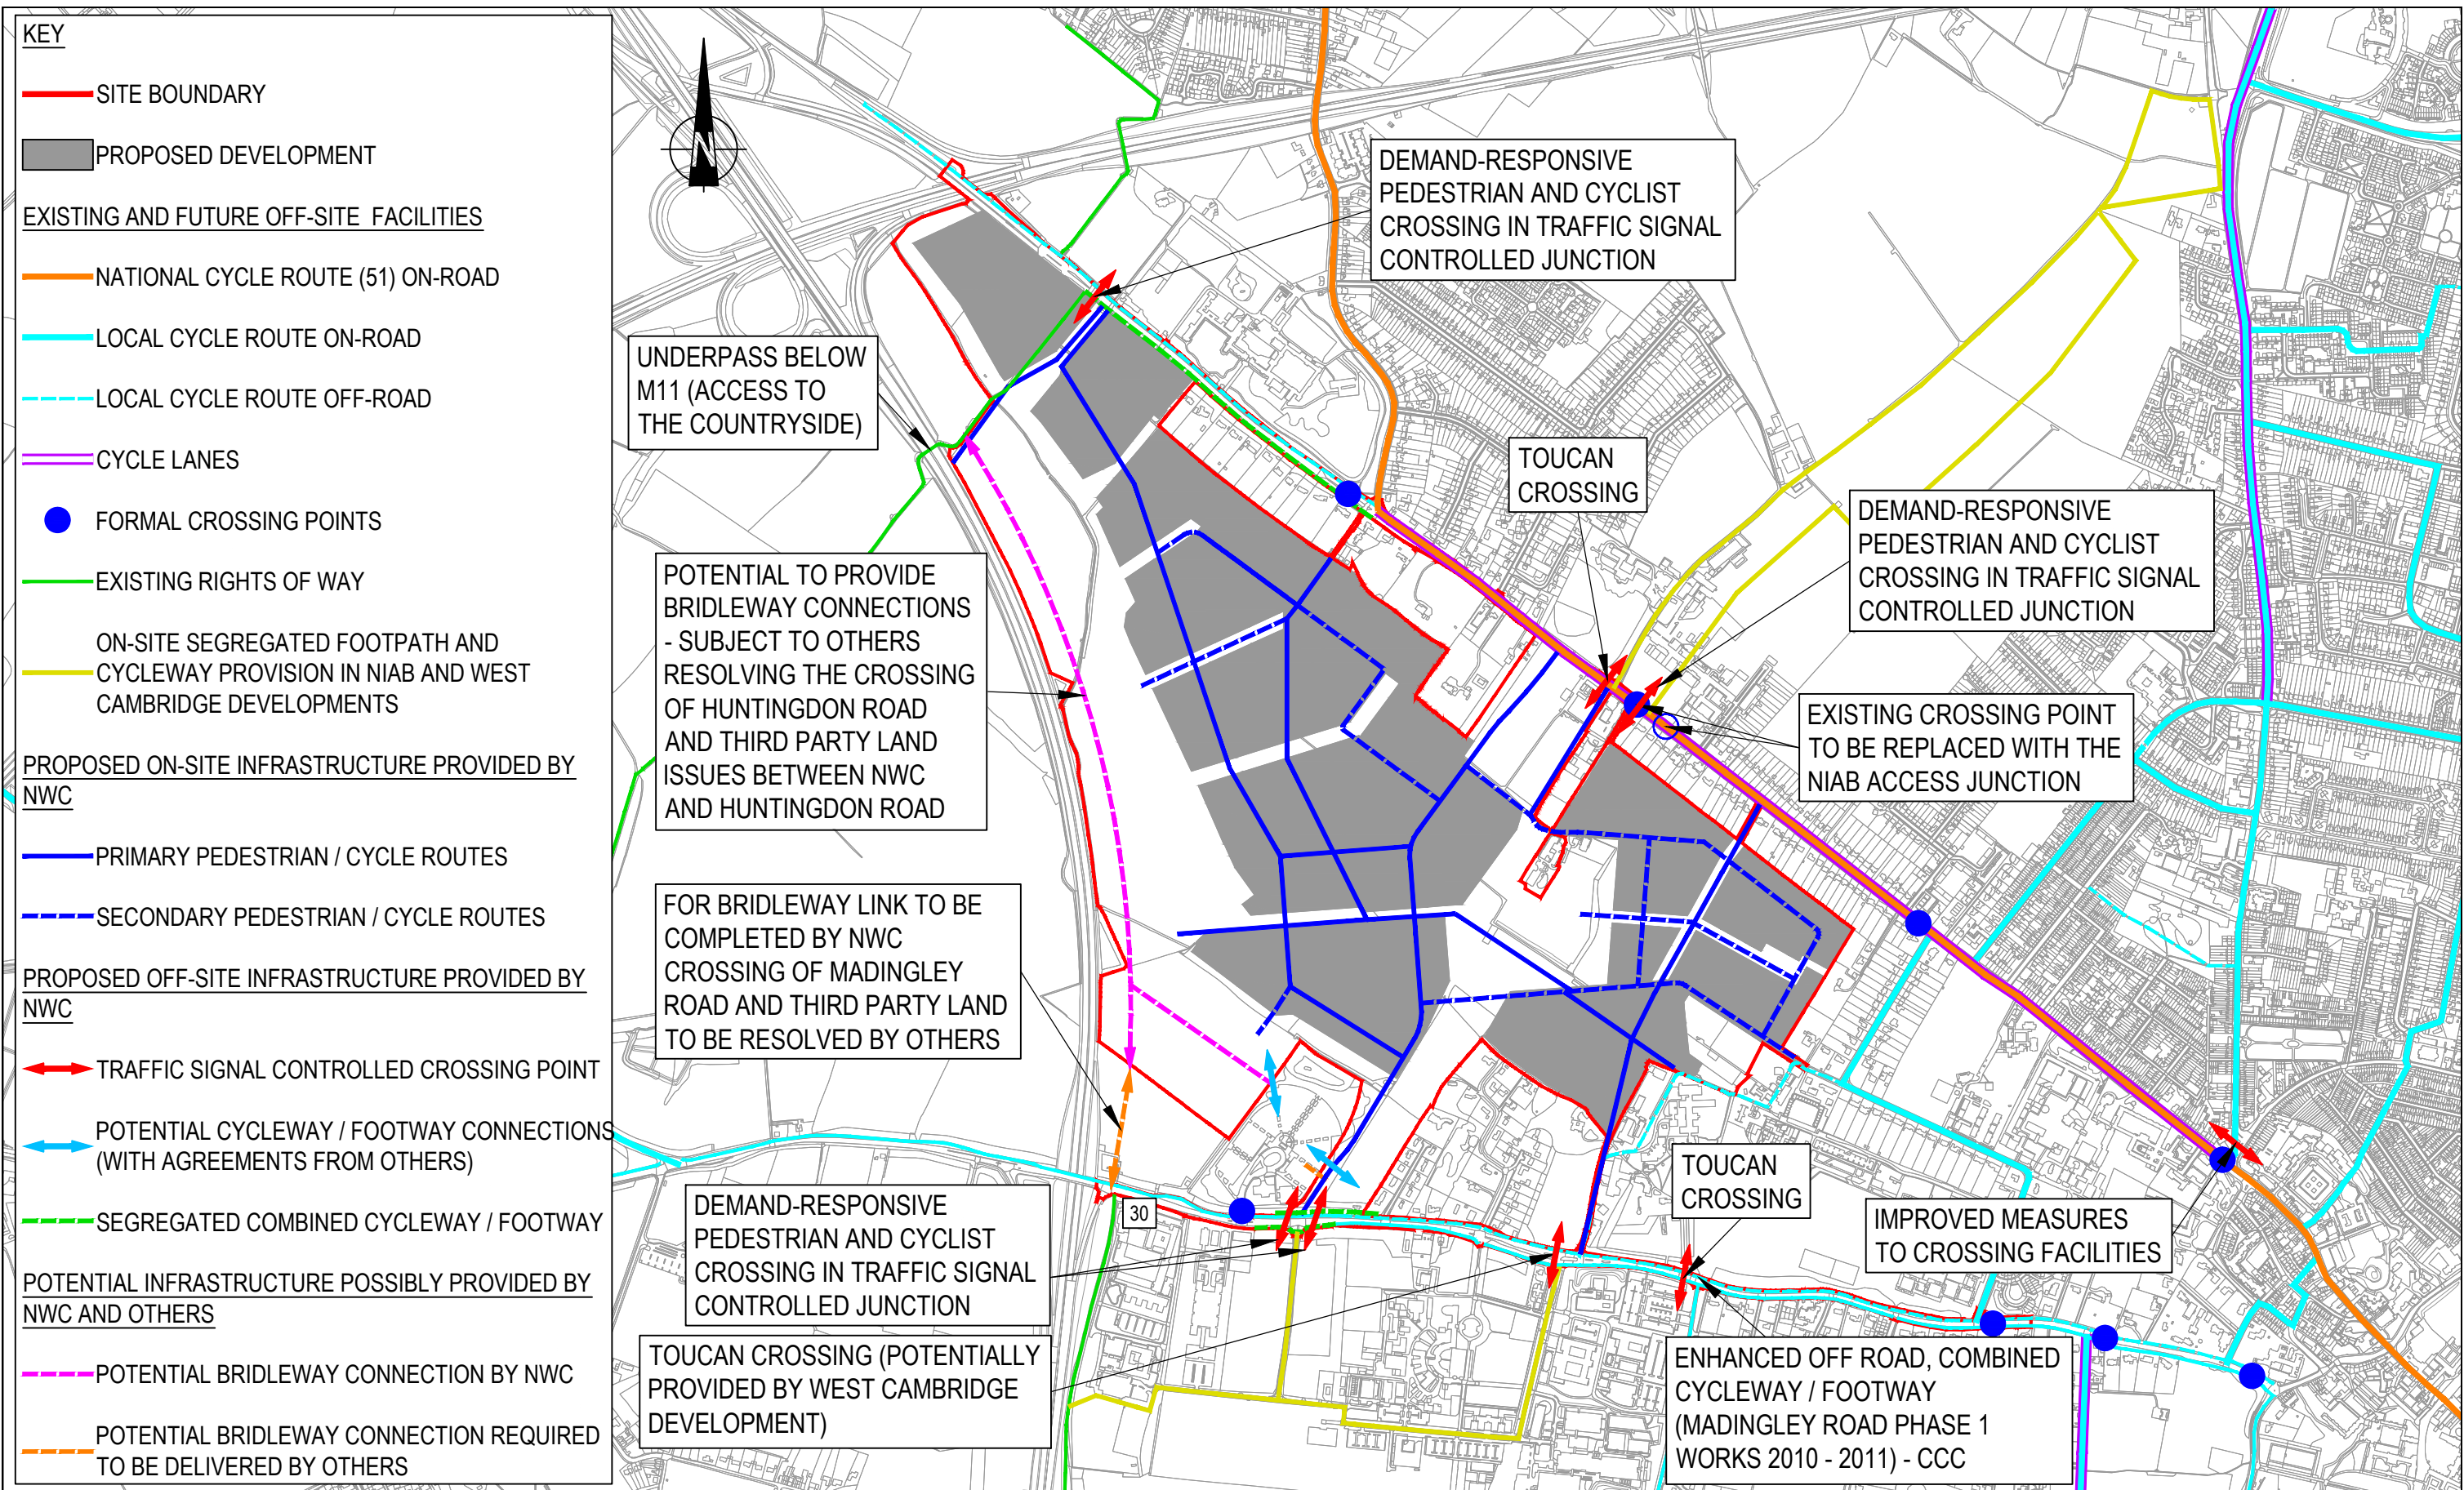 KEY
SITE BOUNDARY
PROPOSED DEVELOPMENT
EXISTING AND FUTURE OFF-SITE FACILITIES
NATIONAL CYCLE ROUTE (51) ON-ROAD
LOCAL CYCLE ROUTE ON-ROAD
LOCAL CYCLE ROUTE OFF-ROAD
CYCLE LANES
FORMAL CROSSING POINTS
EXISTING RIGHTS OF WAY
ON-SITE SEGREGATED FOOTPATH AND
CYCLEWAY PROVISION IN NIAB AND WEST
CAMBRIDGE DEVELOPMENTS
PROPOSED ON-SITE INFRASTRUCTURE PROVIDED BY
NWC
PRIMARY PEDESTRIAN / CYCLE ROUTES
SECONDARY PEDESTRIAN / CYCLE ROUTES
PROPOSED OFF-SITE INFRASTRUCTURE PROVIDED BY
NWC
TRAFFIC SIGNAL CONTROLLED CROSSING POINT
POTENTIAL CYCLEWAY / FOOTWAY CONNECTIONS
(WITH AGREEMENTS FROM OTHERS)
SEGREGATED COMBINED CYCLEWAY / FOOTWAY
POTENTIAL INFRASTRUCTURE POSSIBLY PROVIDED BY
NWC AND OTHERS
POTENTIAL BRIDLEWAY CONNECTION BY NWC
POTENTIAL BRIDLEWAY CONNECTION REQUIRED
TO BE DELIVERED BY OTHERS
N
DEMAND-RESPONSIVE
PEDESTRIAN AND CYCLIST
CROSSING IN TRAFFIC SIGNAL
CONTROLLED JUNCTION
UNDERPASS BELOW
M11 (ACCESS TO
THE COUNTRYSIDE)
TOUCAN
CROSSING
DEMAND-RESPONSIVE
PEDESTRIAN AND CYCLIST
CROSSING IN TRAFFIC SIGNAL
CONTROLLED JUNCTION
POTENTIAL TO PROVIDE
BRIDLEWAY CONNECTIONS
- SUBJECT TO OTHERS
RESOLVING THE CROSSING
OF HUNTINGDON ROAD
AND THIRD PARTY LAND
ISSUES BETWEEN NWC
AND HUNTINGDON ROAD
EXISTING CROSSING POINT
TO BE REPLACED WITH THE
NIAB ACCESS JUNCTION
FOR BRIDLEWAY LINK TO BE
COMPLETED BY NWC
CROSSING OF MADINGLEY
ROAD AND THIRD PARTY LAND
TO BE RESOLVED BY OTHERS
30
DEMAND-RESPONSIVE
PEDESTRIAN AND CYCLIST
CROSSING IN TRAFFIC SIGNAL
CONTROLLED JUNCTION
TOUCAN
CROSSING
IMPROVED MEASURES
TO CROSSING FACILITIES
TOUCAN CROSSING (POTENTIALLY
PROVIDED BY WEST CAMBRIDGE
DEVELOPMENT)
ENHANCED OFF ROAD, COMBINED
CYCLEWAY / FOOTWAY
(MADINGLEY ROAD PHASE 1
WORKS 2010 - 2011) - CCC